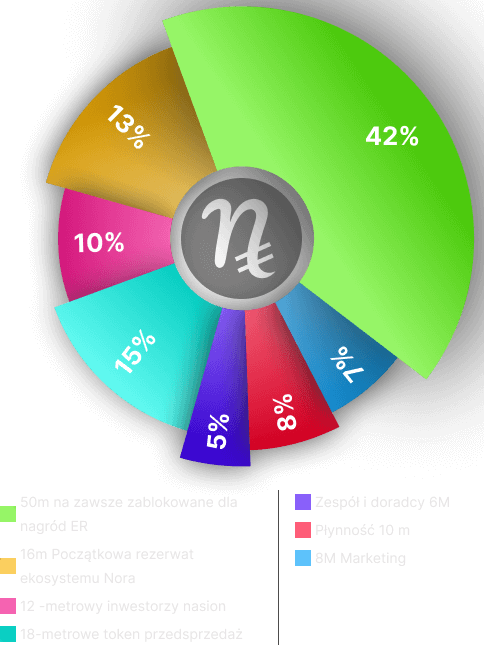 42%
13%
10%
15%
5%
8%
7%
50m na zawsze zablokowane dla
nagród ER
16m Początkowa rezerwat
ekosystemu Nora
12 -metrowy inwestorzy nasion
18-metrowe token przedsprzedaż
Zespół i doradcy 6M
Płynność 10 m
8M Marketing